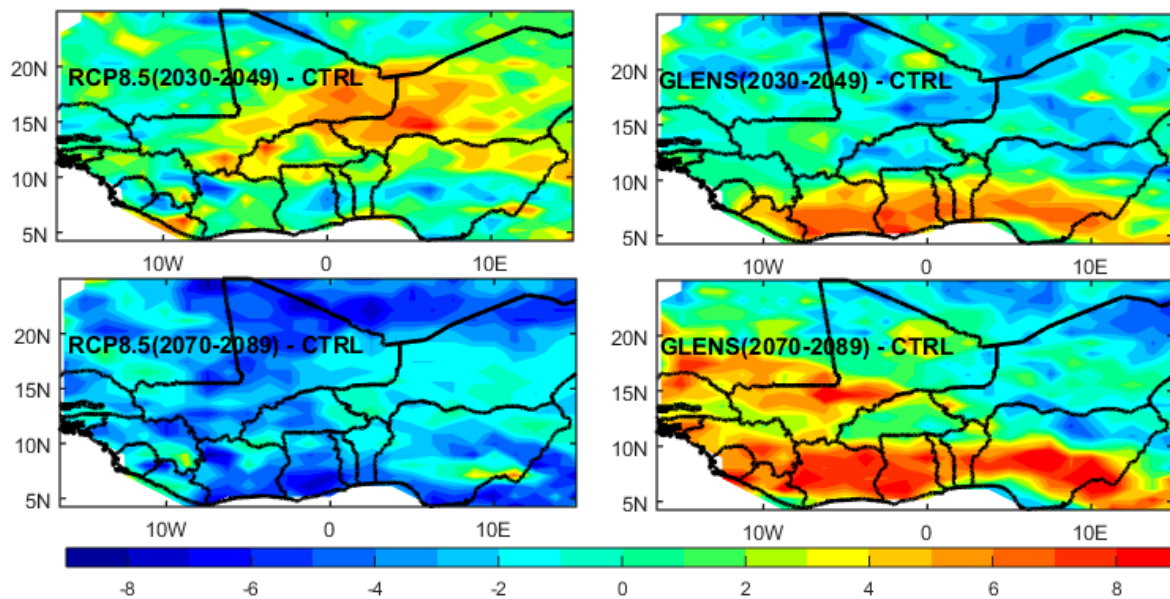 20N
RCP8.5(2030-2049) - CTRL
15N
10N
5N
10W 0 10E
20N
GLENS(2030-2049) - CTRL
15N
10N
5N
10W 0 10E
20N
RCP8.5(2070-2089) - CTRL
15N
10N
5N
10W 0 10E
20N
GLENS(2070-2089) - CTRL
15N
10N
5N
10W 0 10E
-8 -6 -4 -2 0 2 4 6 8